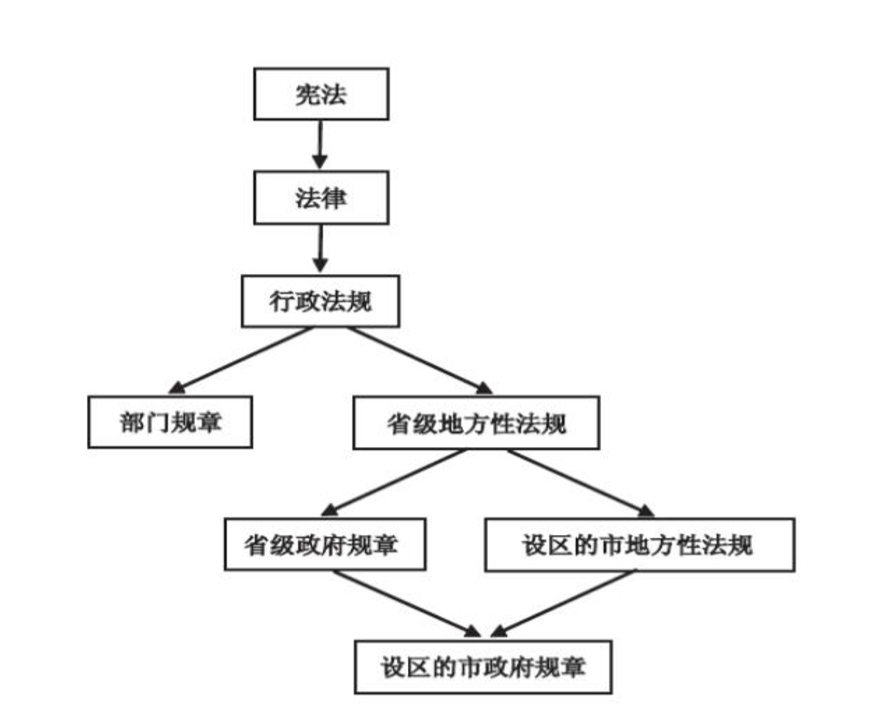 宪法
法律
行政法规
部门规章
省级地方性法规
省级政府规章
设区的市地方性法规
设区的市政府规章